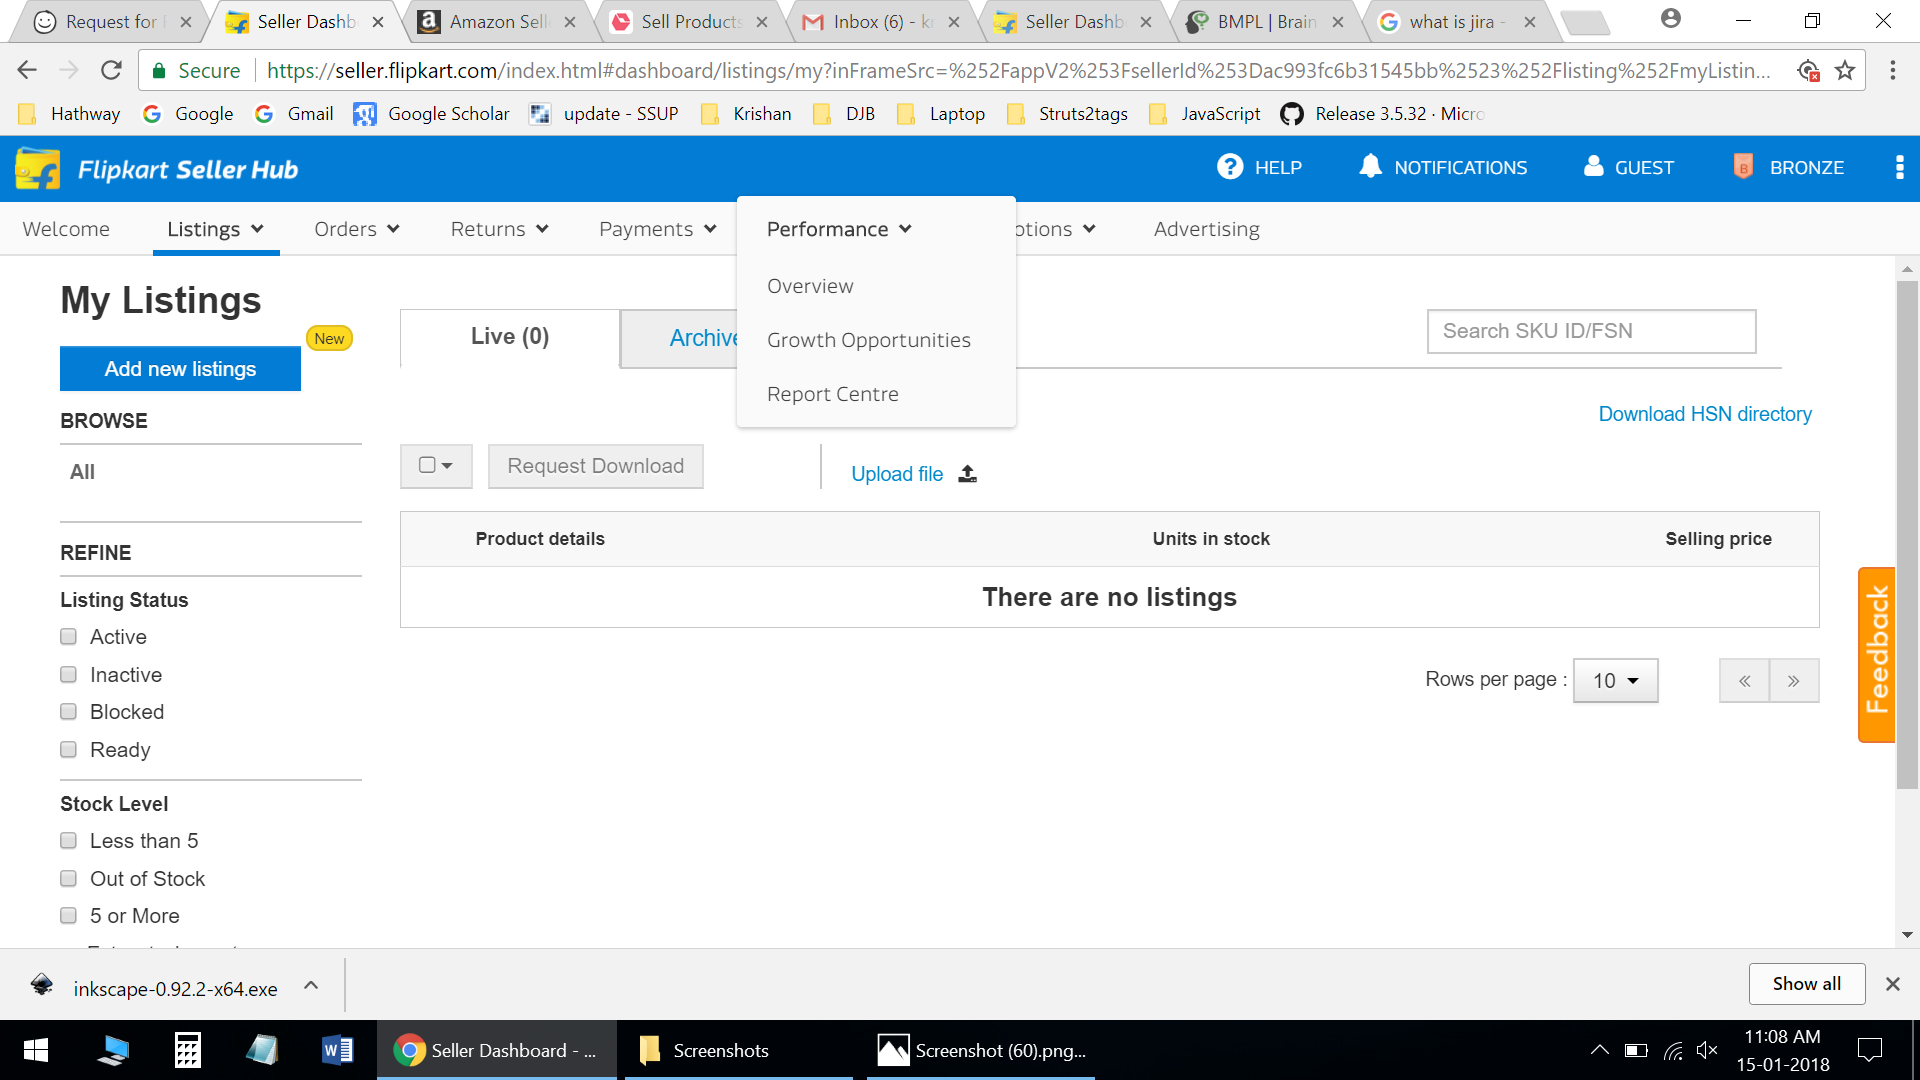 Request for
Seller Dashb
Amazon Sell
Sell Products
Inbox (6) - k
Seller Dashb
BMPL | Brain
what is jira -
Secure
https://seller.flipkart.com/index.html#dashboard/listings/my?inFrameSrc=%252FappV2%253FsellerId%253Dac993fc6b31545bb%2523%252Flisting%252FmyListin...
Hathway
Google
Gmail
Google Scholar
update - SSUP
Krishan
DJB
Laptop
Struts2tags
JavaScript
Release 3.5.32 · Micro
Flipkart Seller Hub
HELP
NOTIFICATIONS
GUEST
B
BRONZE
Welcome
Listings
Orders
Returns
Payments
Performance
otions
Advertising
Overview
Growth Opportunities
Report Centre
My Listings
New
Add new listings
Live (0)
Archive
Search SKU ID/FSN
Download HSN directory
BROWSE
All
Request Download
Upload file
Product details
Units in stock
Selling price
There are no listings
REFINE
Listing Status
Active
Inactive
Blocked
Ready
Rows per page :
10
Feedback
Stock Level
Less than 5
Out of Stock
5 or More
inkscape-0.92.2-x64.exe
Show all
Seller Dashboard - ...
Screenshots
Screenshot (60).png...
11:08 AM
15-01-2018